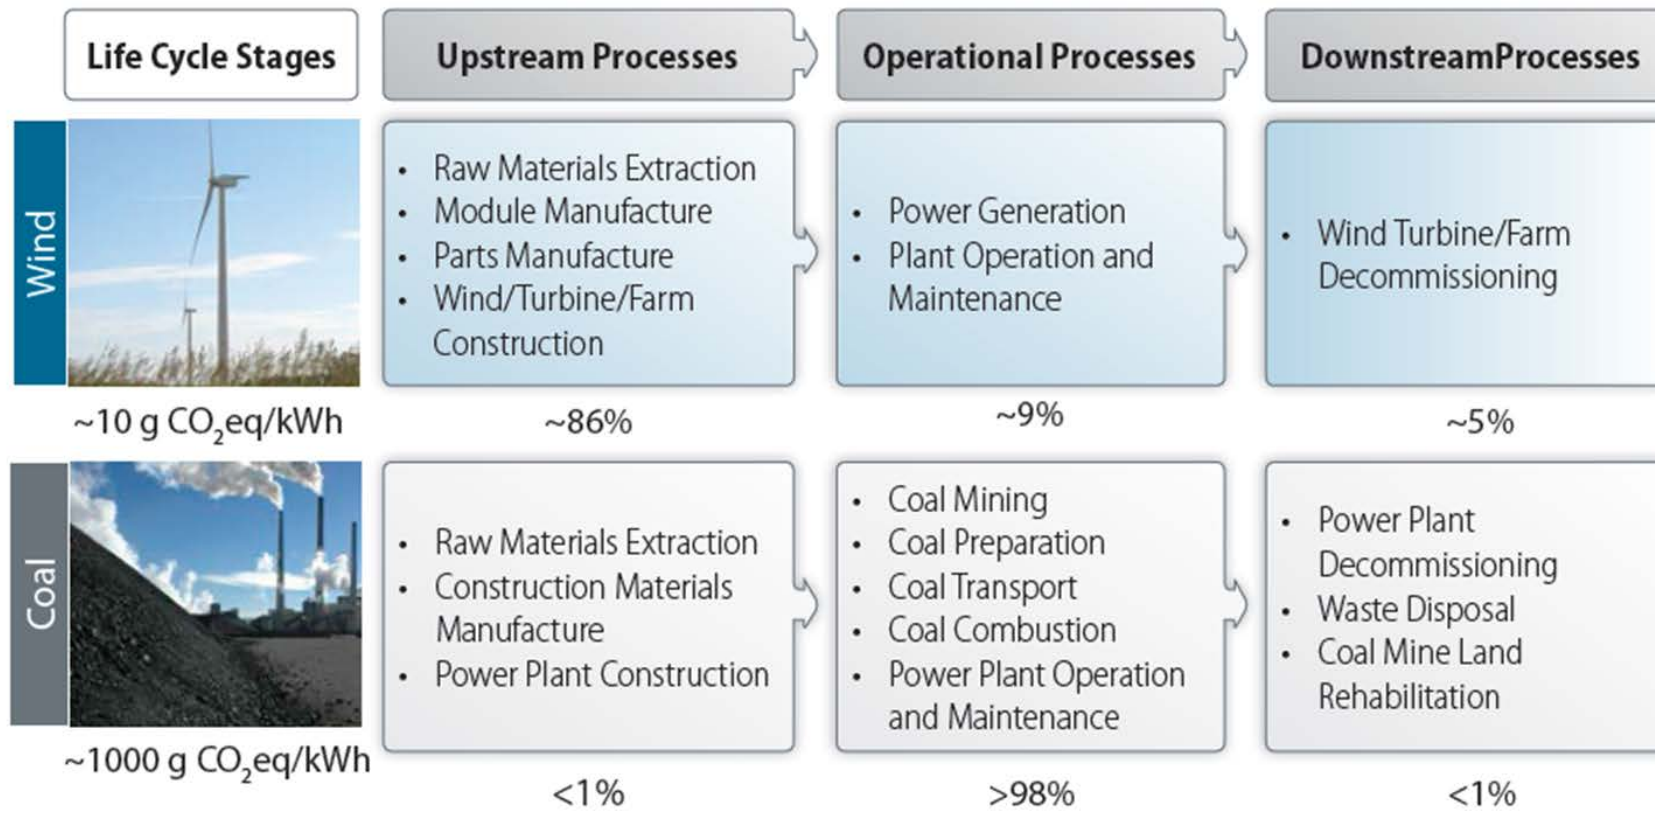 Life Cycle Stages
Upstream Processes
Operational Processes
DownstreamProcesses
Wind
• Raw Materials Extraction
• Module Manufacture
• Parts Manufacture
• Wind/Turbine/Farm
Construction
• Power Generation
• Plant Operation and
Maintenance
• Wind Turbine/Farm
Decommissioning
~10 g CO₂eq/kWh
~86%
~9%
~5%
Coal
• Raw Materials Extraction
• Construction Materials
Manufacture
• Power Plant Construction
• Coal Mining
• Coal Preparation
• Coal Transport
• Coal Combustion
• Power Plant Operation
and Maintenance
• Power Plant
Decommissioning
• Waste Disposal
• Coal Mine Land
Rehabilitation
~1000 g CO₂eq/kWh
<1%
>98%
<1%